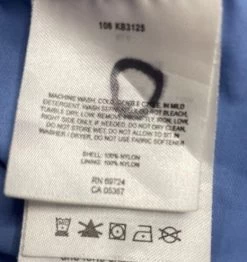 106 KB3125
MACHINE WASH, COLD, GENTLE CYCLE, IN MILD
DETERGENT. WASH SEPARATELY. DO NOT BLEACH,
TUMBLE DRY, LOW, REMOVE PROMPTLY, IRON, LOW,
RIGHT SIDE ONLY, IF NEEDED, DO NOT DRY CLEAN,
DO NOT STORE WET, DO NOT ALLOW TO SIT IN
WASHER / DRYER, DO NOT USE FABRIC SOFTENER
SHELL: 100% NYLON
LINING: 100% NYLON
RN 69724
CA 05367